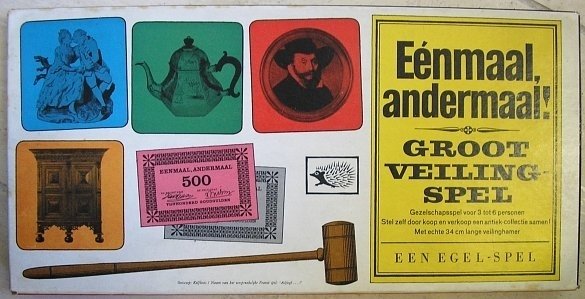 Eénmaal,
andermaal!
GROOT
VEILING-
SPEL
Gezelschapsspel voor 3 tot 6 personen
Stel zelf door koop en verkoop een antiek-collectie samen!
Met echte 34 cm lange veilinghamer
EEN EGEL-SPEL
EENMAAL, ANDERMAAL
500